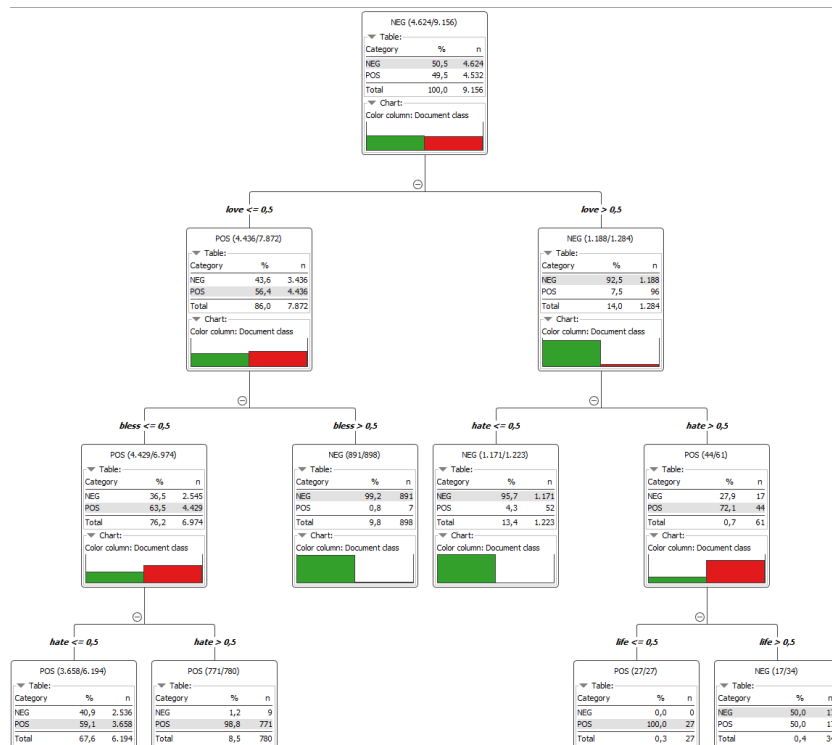 NEG (4.624/9.156)
Table:
Category % n
NEG 50,5 4.624
POS 49,5 4.532
Total 100,0 9.156
Chart:
Color column: Document class
love <= 0,5
love > 0,5
POS (4.436/7.872)
Table:
Category % n
NEG 43,6 3.436
POS 56,4 4.436
Total 86,0 7.872
Chart:
Color column: Document class
NEG (1.188/1.284)
Table:
Category % n
NEG 92,5 1.188
POS 7,5 96
Total 14,0 1.284
Chart:
Color column: Document class
bless <= 0,5
bless > 0,5
hate <= 0,5
hate > 0,5
POS (4.429/6.974)
Table:
Category % n
NEG 36,5 2.545
POS 63,5 4.429
Total 76,2 6.974
Chart:
Color column: Document class
NEG (891/898)
Table:
Category % n
NEG 99,2 891
POS 0,8 7
Total 9,8 898
Chart:
Color column: Document class
NEG (1.171/1.223)
Table:
Category % n
NEG 95,7 1.171
POS 4,3 52
Total 13,4 1.223
Chart:
Color column: Document class
POS (44/61)
Table:
Category % n
NEG 27,9 17
POS 72,1 44
Total 0,7 61
Chart:
Color column: Document class
hate <= 0,5
hate > 0,5
life <= 0,5
life > 0,5
POS (3.658/6.194)
Table:
Category % n
NEG 40,9 2.536
POS 59,1 3.658
Total 67,6 6.194
POS (771/780)
Table:
Category % n
NEG 1,2 9
POS 98,8 771
Total 8,5 780
POS (27/27)
Table:
Category % n
NEG 0,0 0
POS 100,0 27
Total 0,3 27
NEG (17/34)
Table:
Category % n
NEG 50,0
POS 50,0
Total 0,4